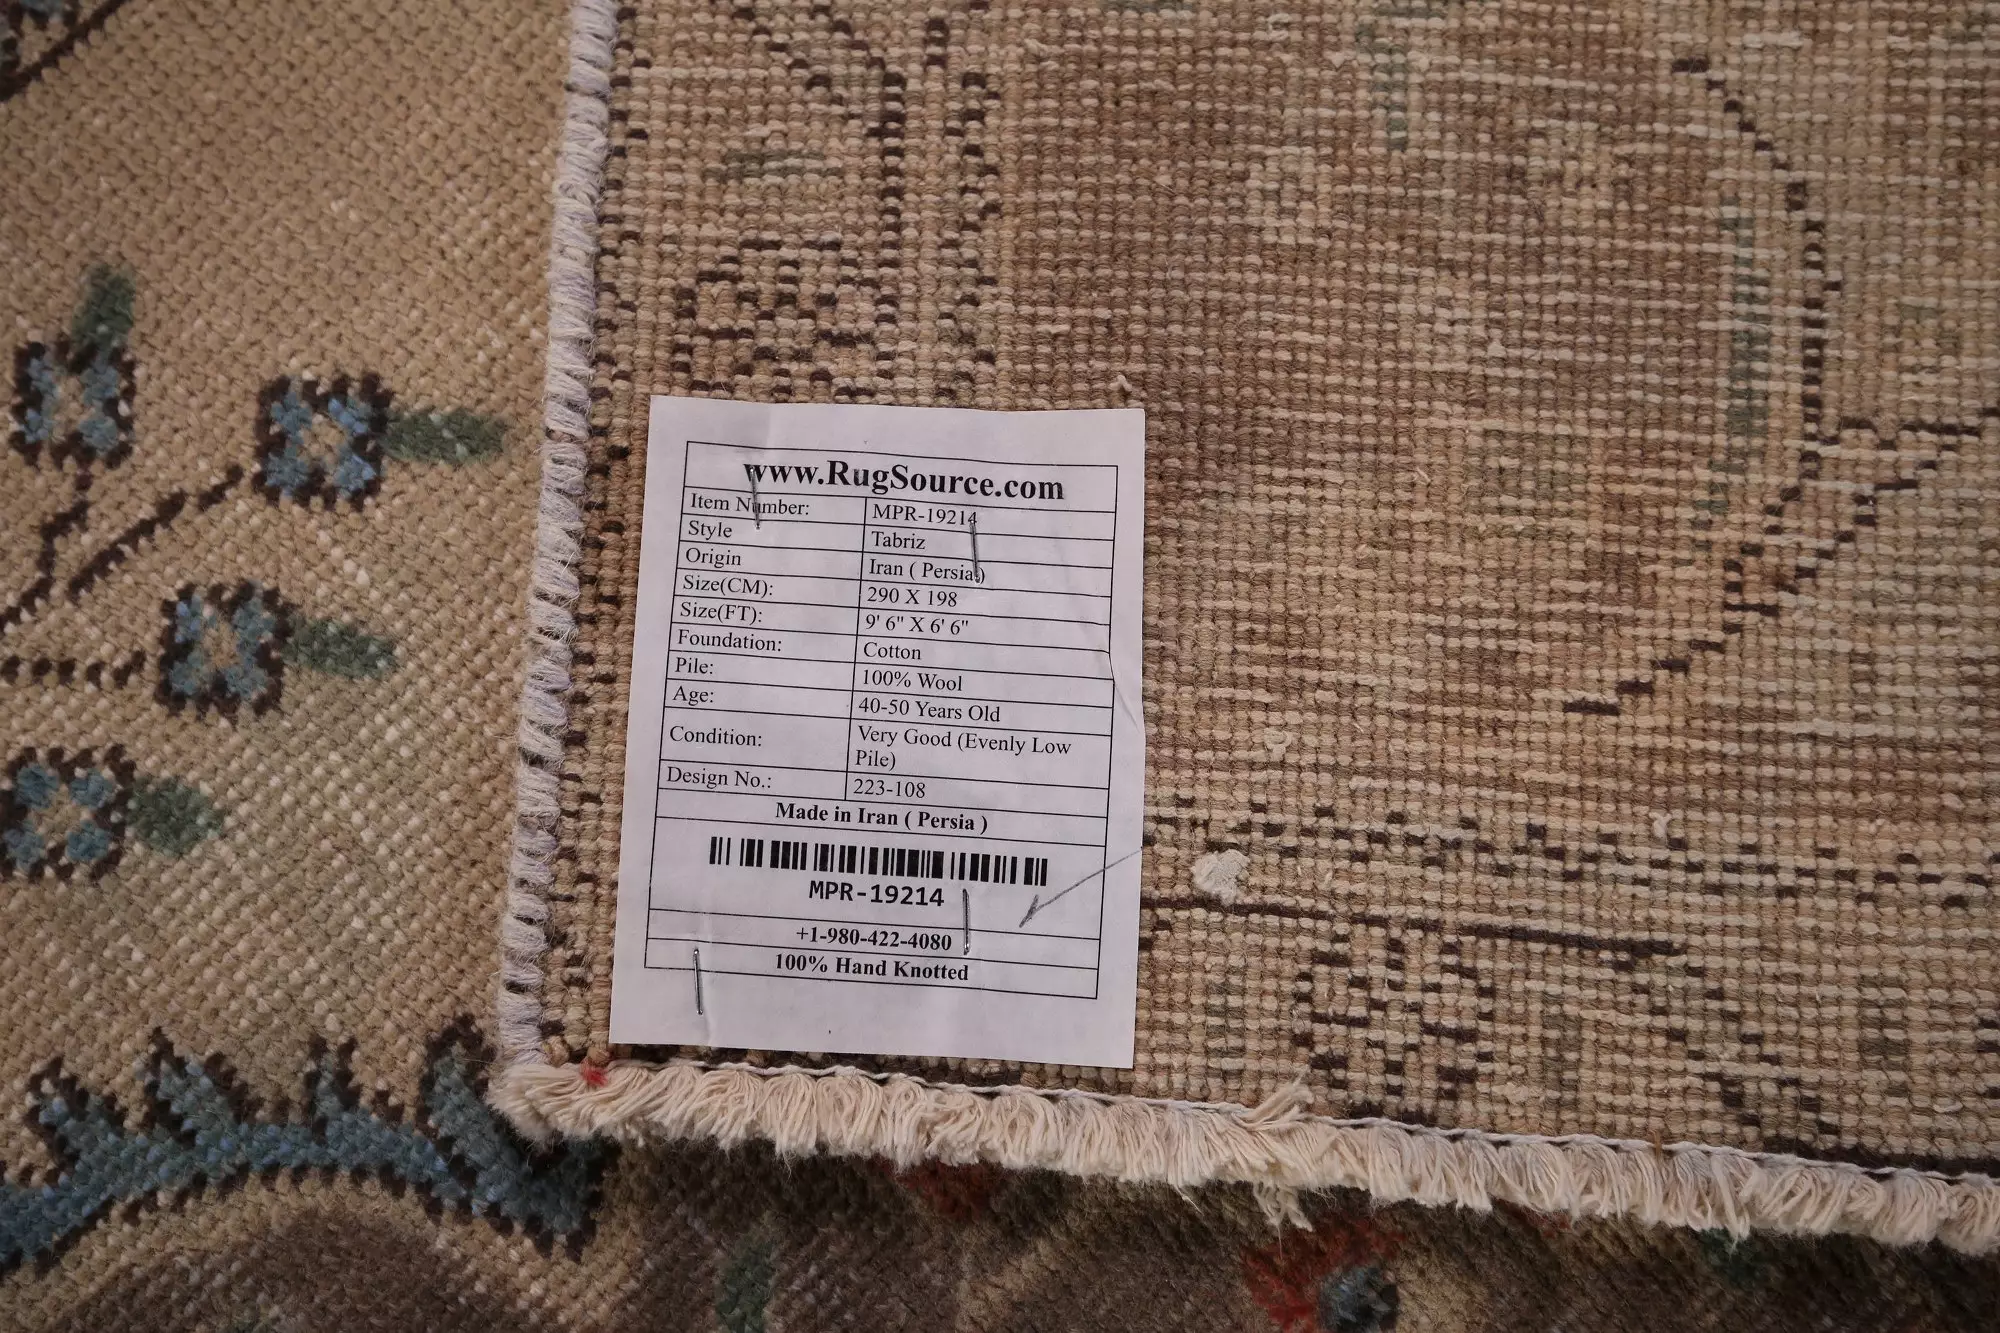 www.RugSource.com
Item Number: MPR-19214
Style Tabriz
Origin Iran ( Persia )
Size(CM): 290 X 198
Size(FT): 9' 6" X 6' 6"
Foundation: Cotton
Pile: 100% Wool
Age: 40-50 Years Old
Condition: Very Good (Evenly Low
Pile)
Design No.: 223-108
Made in Iran ( Persia )
MPR-19214
+1-980-422-4080
100% Hand Knotted